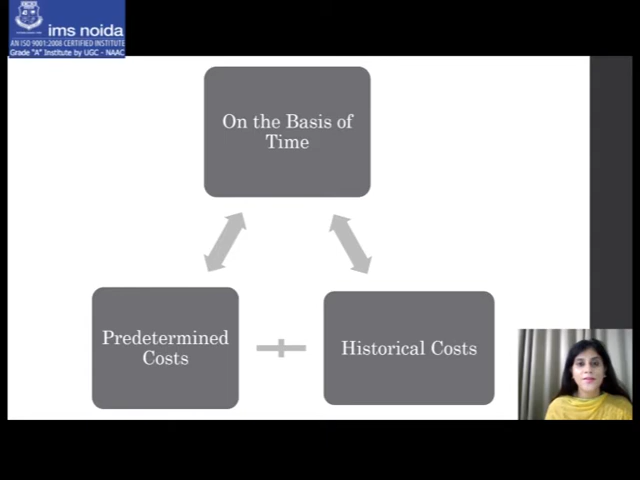 ims noida
AN ISO 9001:2008 CERTIFIED INSTITUTE
Grade "A" Institute by UGC - NAAC
On the Basis of
Time
Predetermined
Costs
Historical Costs